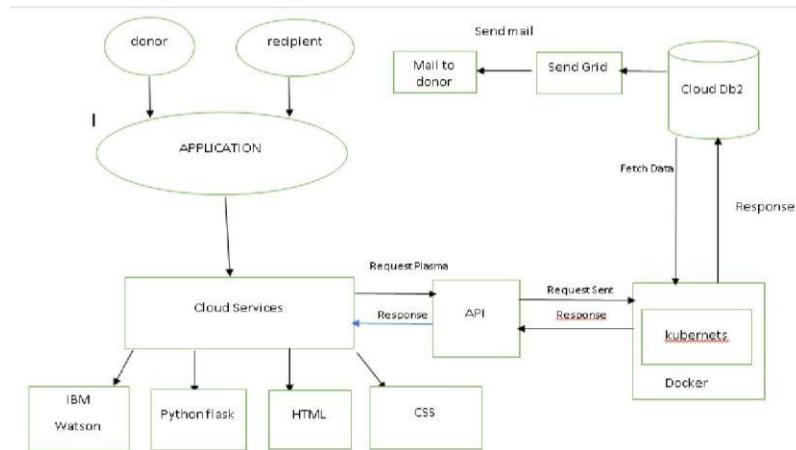 donor
recipient
Send mail
Mail to
donor
Send Grid
Cloud Db2
APPLICATION
Fetch Data
Response
Request Plasma
Cloud Services
Response
API
Request Sent
Response
kubernets
Docker
IBM
Watson
Python flask
HTML
CSS